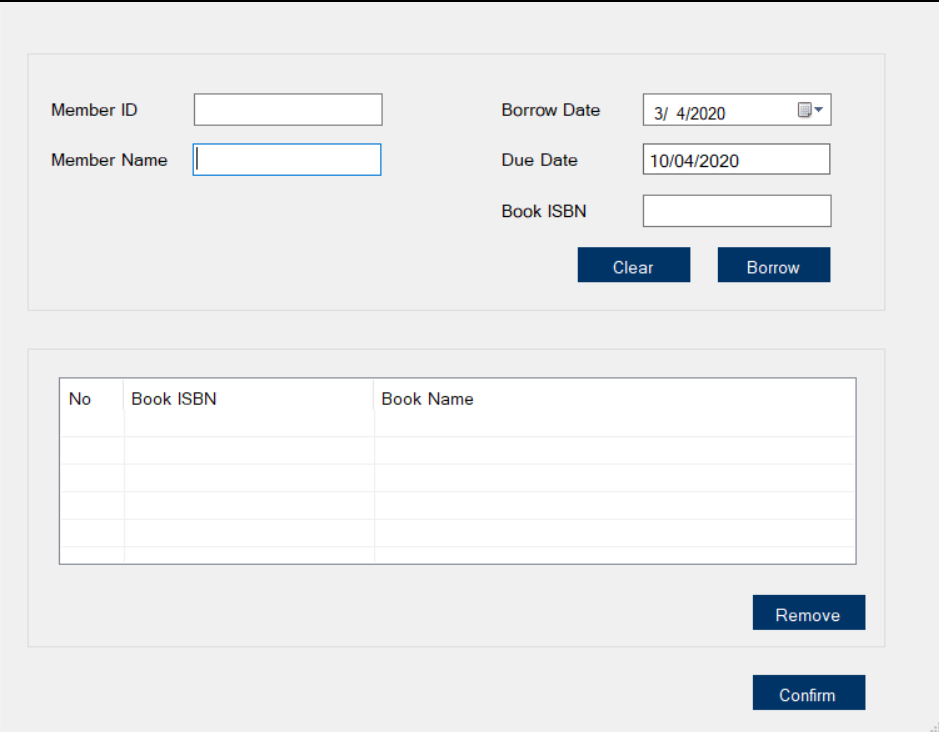 Member ID
Borrow Date 3/ 4/2020
Member Name
Due Date 10/04/2020
Book ISBN
Clear Borrow
No Book ISBN Book Name
Remove
Confirm